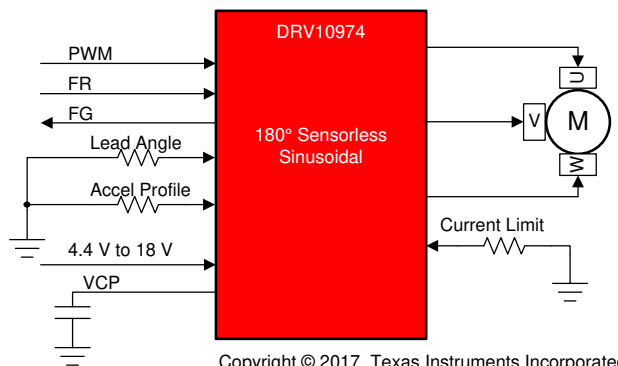 DRV10974
PWM
FR
FG
Lead Angle
Accel Profile
4.4 V to 18 V
VCP
180° Sensorless
Sinusoidal
U
V
M
W
Current Limit
Copyright © 2017, Texas Instruments Incorporated